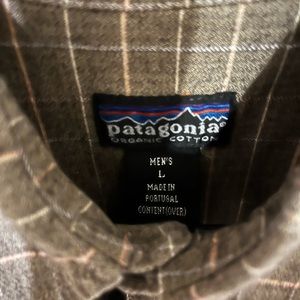 patagonia®
ORGANIC COTTON
MEN'S
L
MADE IN
PORTUGAL
CONTENT(OVER)